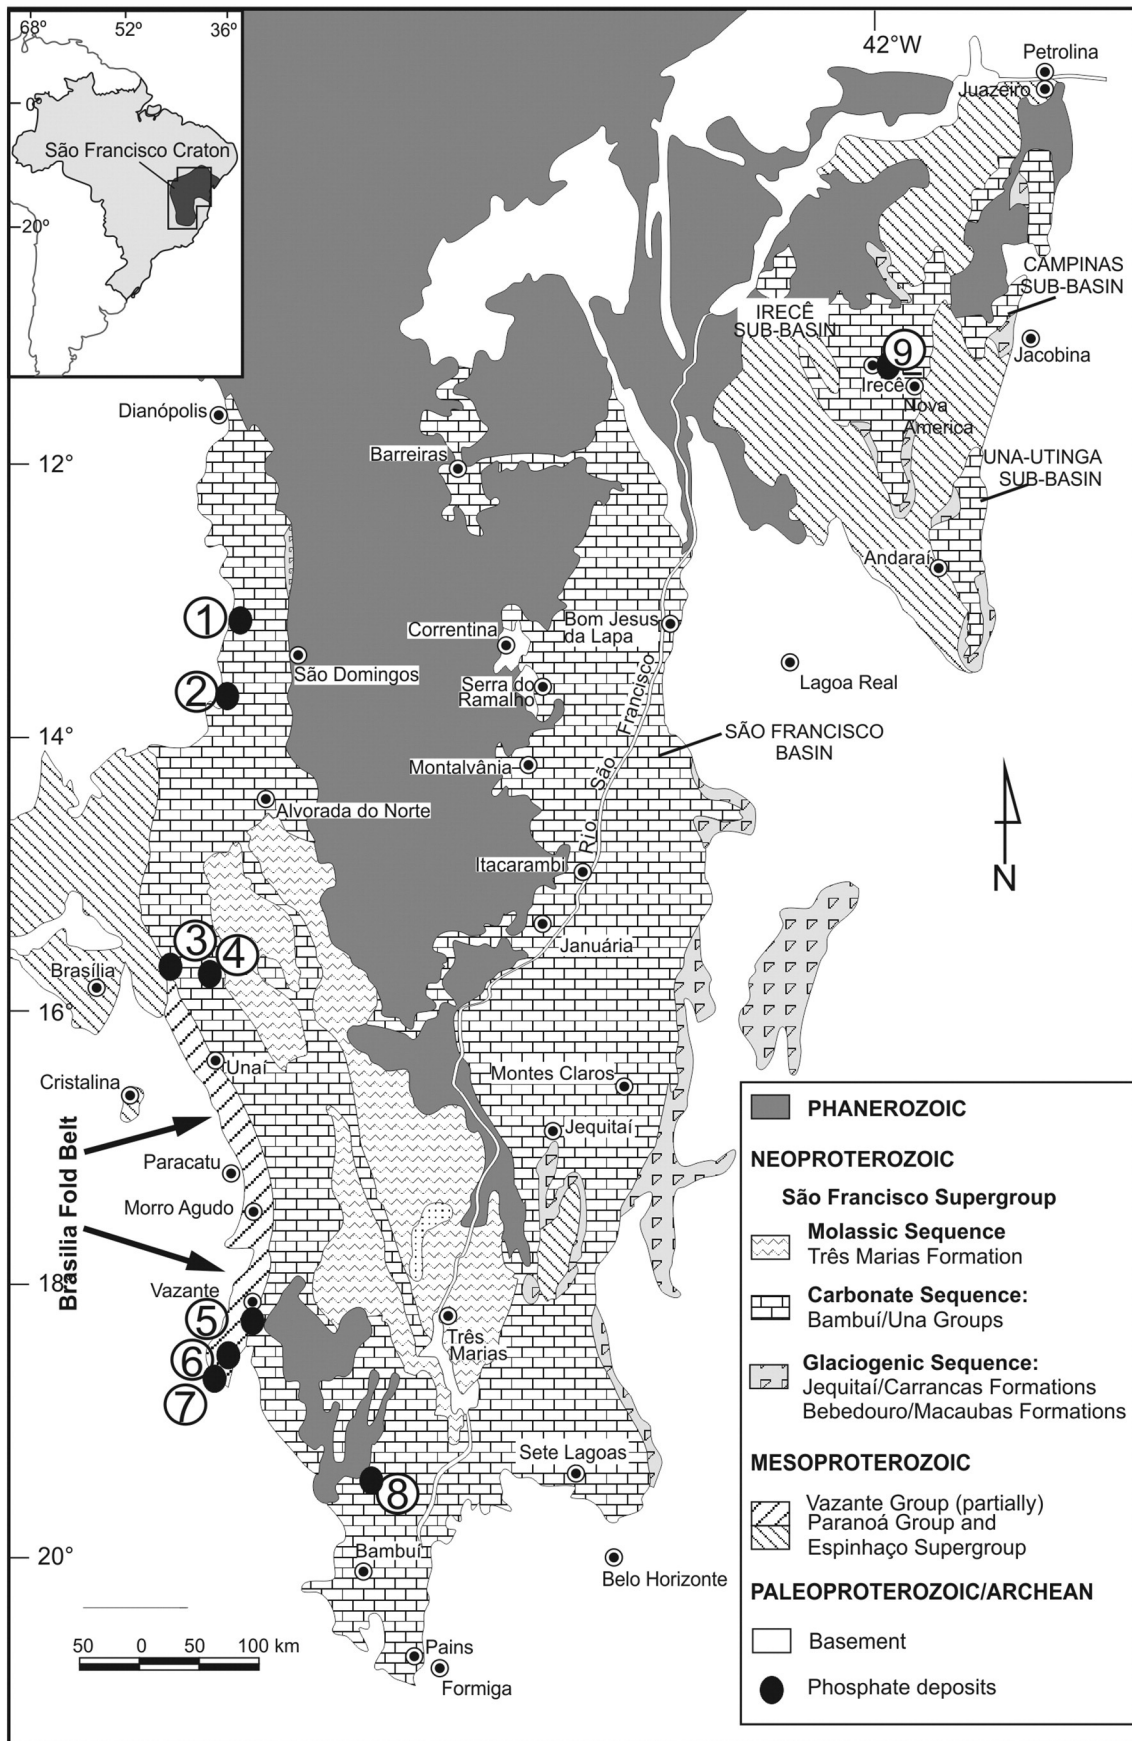 68º 52º 36º
0º
São Francisco Craton
20º
42°W
Petrolina
Juazeiro
CAMPINAS
SUB-BASIN
IRECÊ
SUB-BASIN
9
Jacobina
Irecê
Nova
America
Dianópolis
Barreiras
12°
UNA-UTINGA
SUB-BASIN
Andaraí
1
Correntina
Bom Jesus
da Lapa
São Domingos
Lagoa Real
2
Serra do
Ramalho
Rio São Francisco
14°
SÃO FRANCISCO
BASIN
Montalvânia
Alvorada do Norte
Itacarambi
N
3
4
Januária
Brasília
16°
Unaí
Montes Claros
Cristalina
Jequitaí
Brasilia Fold Belt
Paracatu
Morro Agudo
18°
Vazante
5
Três
Marias
6
7
Sete Lagoas
8
20°
Bambuí
Belo Horizonte
50 0 50 100 km
Pains
Formiga
PHANEROZOIC
NEOPROTEROZOIC
São Francisco Supergroup
Molassic Sequence
Três Marias Formation
Carbonate Sequence:
Bambuí/Una Groups
Glaciogenic Sequence:
Jequitaí/Carrancas Formations
Bebedouro/Macaubas Formations
MESOPROTEROZOIC
Vazante Group (partially)
Paranoá Group and
Espinhaço Supergroup
PALEOPROTEROZOIC/ARCHEAN
Basement
Phosphate deposits